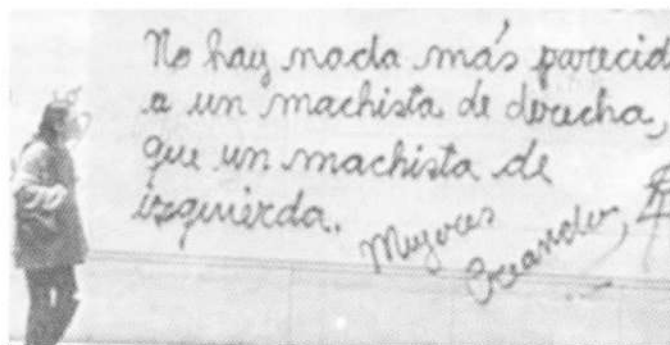 No hay nada más parecid
a un machista de derecha,
que un machista de
izquierda.
Mujeres
Creando,